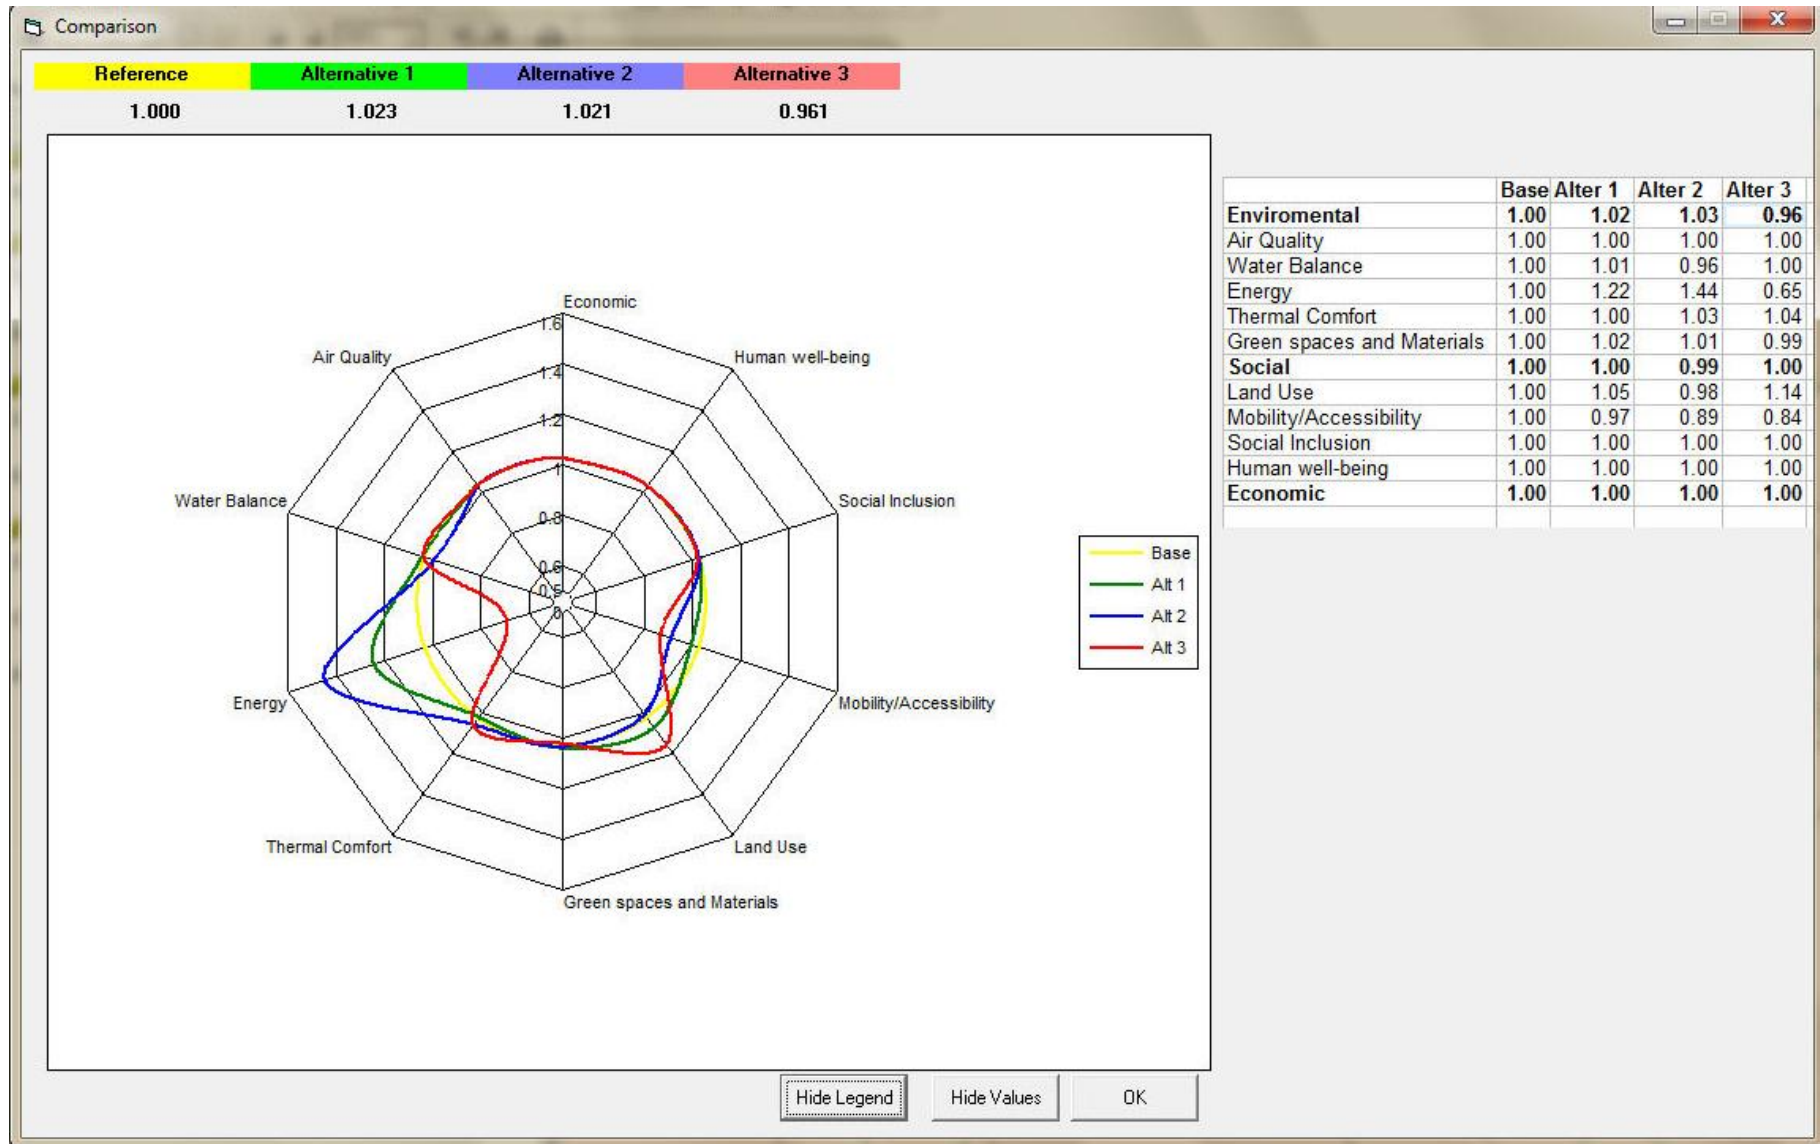 Comparison
Reference Alternative 1 Alternative 2 Alternative 3
1.000 1.023 1.021 0.961
Economic
1.6
Air Quality
Human well-being
1.4
1.2
1
Water Balance
Social Inclusion
0.8
0.6
0.5
0
Energy
Mobility/Accessibility
Thermal Comfort
Land Use
Green spaces and Materials
Base
Alt 1
Alt 2
Alt 3
Base Alter 1 Alter 2 Alter 3
Enviromental 1.00 1.02 1.03 0.96
Air Quality 1.00 1.00 1.00 1.00
Water Balance 1.00 1.01 0.96 1.00
Energy 1.00 1.22 1.44 0.65
Thermal Comfort 1.00 1.00 1.03 1.04
Green spaces and Materials 1.00 1.02 1.01 0.99
Social 1.00 1.00 0.99 1.00
Land Use 1.00 1.05 0.98 1.14
Mobility/Accessibility 1.00 0.97 0.89 0.84
Social Inclusion 1.00 1.00 1.00 1.00
Human well-being 1.00 1.00 1.00 1.00
Economic 1.00 1.00 1.00 1.00
Hide Legend Hide Values OK